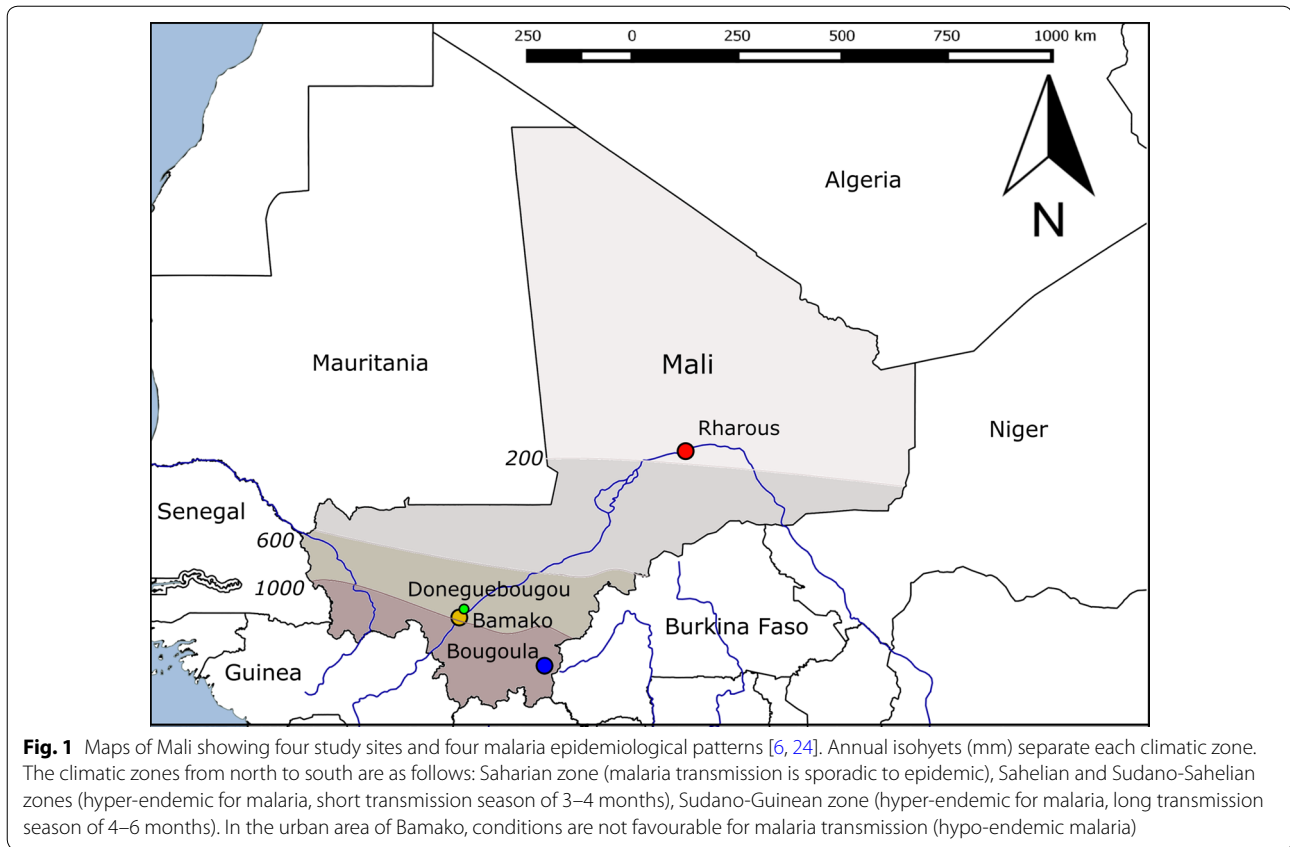 250 0 250 500 750 1000 km
N
Algeria
Mauritania
Mali
Rharous
Niger
200
Senegal
600
1000
Doneguebougou
Bamako
Burkina Faso
Bougoula
Guinea
Fig. 1 Maps of Mali showing four study sites and four malaria epidemiological patterns [6, 24]. Annual isohyets (mm) separate each climatic zone.
The climatic zones from north to south are as follows: Saharian zone (malaria transmission is sporadic to epidemic), Sahelian and Sudano-Sahelian
zones (hyper-endemic for malaria, short transmission season of 3–4 months), Sudano-Guinean zone (hyper-endemic for malaria, long transmission
season of 4–6 months). In the urban area of Bamako, conditions are not favourable for malaria transmission (hypo-endemic malaria)